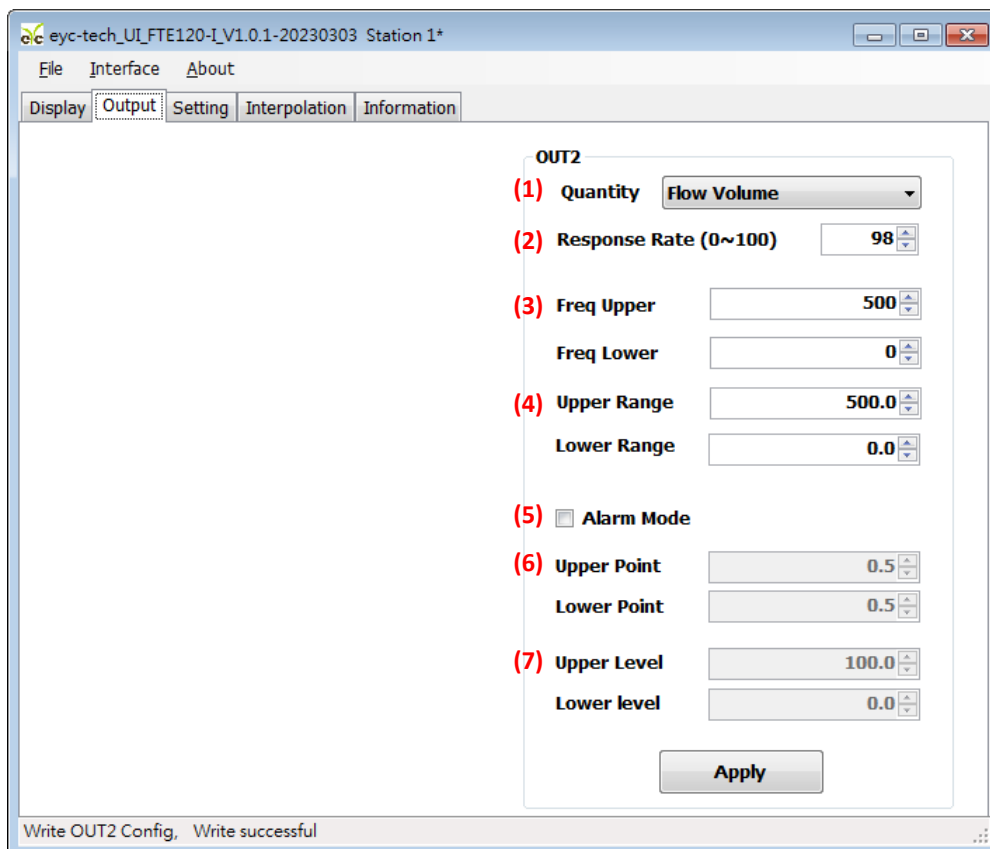 eyc eyc-tech_UI_FTE120-I_V1.0.1-20230303 Station 1*
File Interface About
Display Output Setting Interpolation Information
OUT2
(1) Quantity Flow Volume
(2) Response Rate (0~100) 98
(3) Freq Upper 500
Freq Lower 0
(4) Upper Range 500.0
Lower Range 0.0
(5) Alarm Mode
(6) Upper Point 0.5
Lower Point 0.5
(7) Upper Level 100.0
Lower level 0.0
Apply
Write OUT2 Config, Write successful